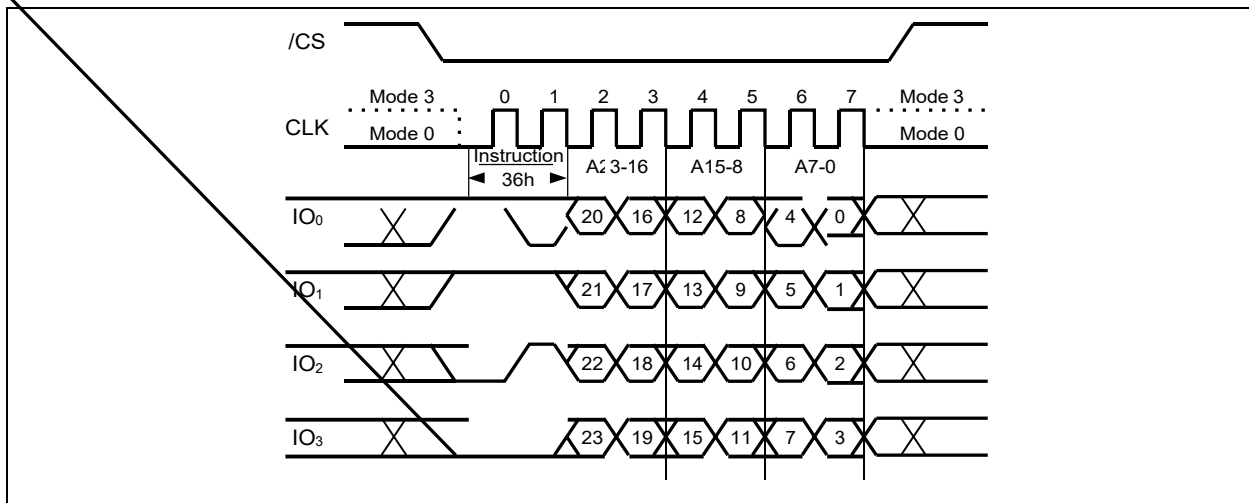 /CS
Mode 3 0 1 2 3 4 5 6 7 Mode 3
CLK Mode 0 Mode 0
Instruction
36h
A23-16 A15-8 A7-0
IO₀ 20 16 12 8 4 0
IO₁ 21 17 13 9 5 1
IO₂ 22 18 14 10 6 2
IO₃ 23 19 15 11 7 3